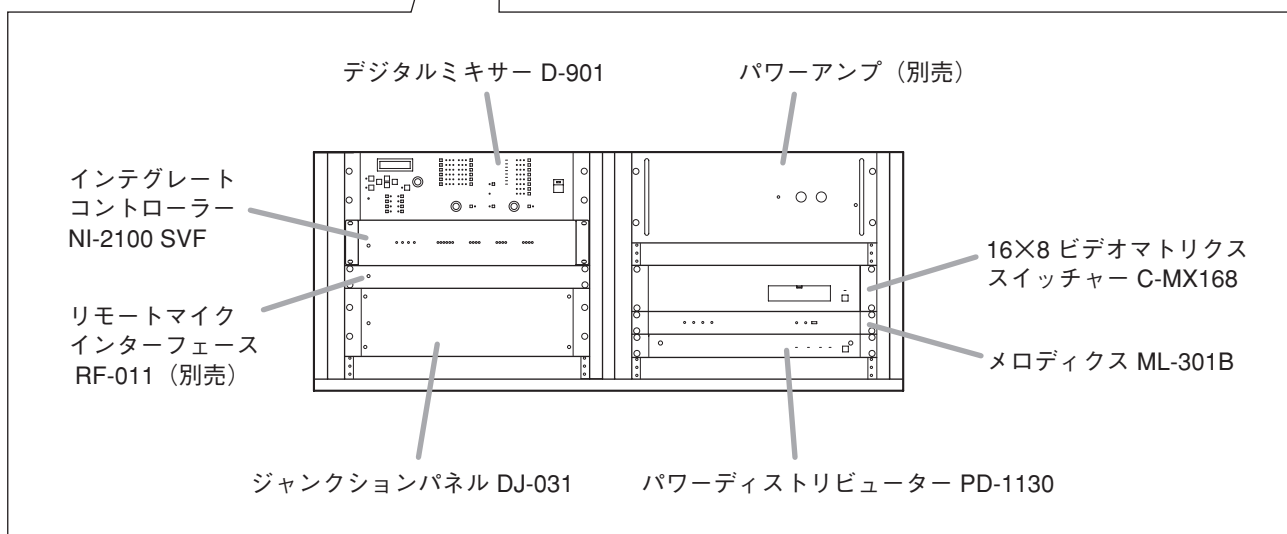 デジタルミキサー D-901
パワーアンプ（別売）
インテグレート
コントローラー
NI-2100 SVF
16×8 ビデオマトリクス
スイッチャー C-MX168
リモートマイク
インターフェース
RF-011（別売）
メロディクス ML-301B
ジャンクションパネル DJ-031
パワーディストリビューター PD-1130